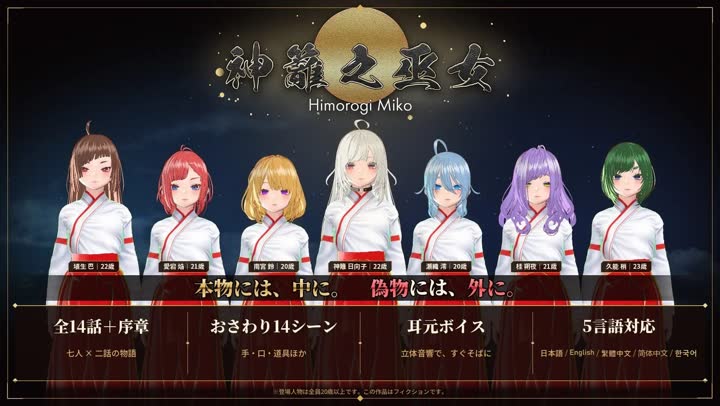 神籬之巫女
Himorogi Miko
埴生 巴｜22歳
愛宕 焔｜21歳
南宮 鈴｜20歳
神籬 日向子｜22歳
潮織 澪｜20歳
桂 朔夜｜21歳
久能 梢｜23歳
本物には、中に。 偽物には、外に。
全14話＋序章
七人 × 二話の物語
おさわり14シーン
手・口・道具ほか
耳元ボイス
立体音響で、すぐそばに
5言語対応
日本語 / English / 繁體中文 / 简体中文 / 한국어
※登場人物は全員20歳以上です。この作品はフィクションです。